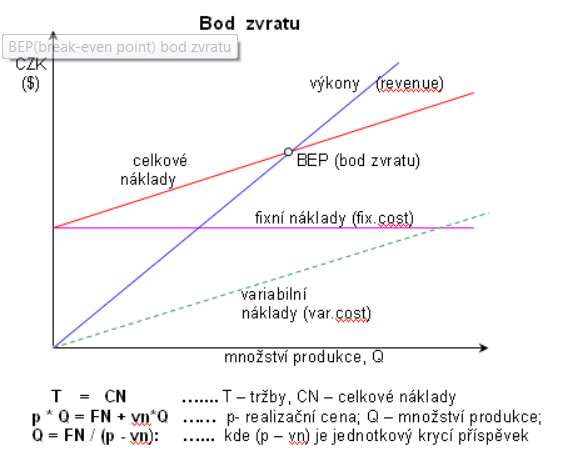 Bod zvratu
BEP(break-even point) bod zvratu
CZK
($)
výkony (revenue)
celkové
náklady
BEP (bod zvratu)
fixní náklady (fix.cost)
variabilní
náklady (var.cost)
množství produkce, Q
T = CN ....... T – tržby, CN – celkové náklady
p * Q = FN + vn*Q ...... p- realizační cena; Q – množství produkce;
Q = FN / (p - vn): ...... kde (p – vn) je jednotkový krycí příspěvek